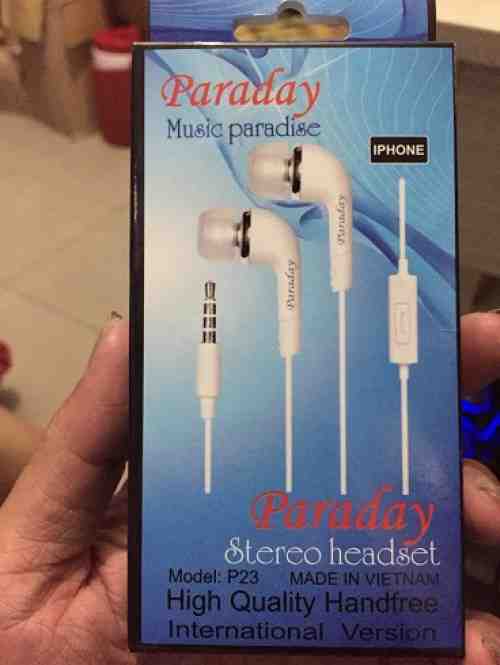 Paraday
Music paradise
IPHONE
Paraday
Paraday
Paraday
Stereo headset
Model: P23 MADE IN VIETNAM
High Quality Handfree
International Version